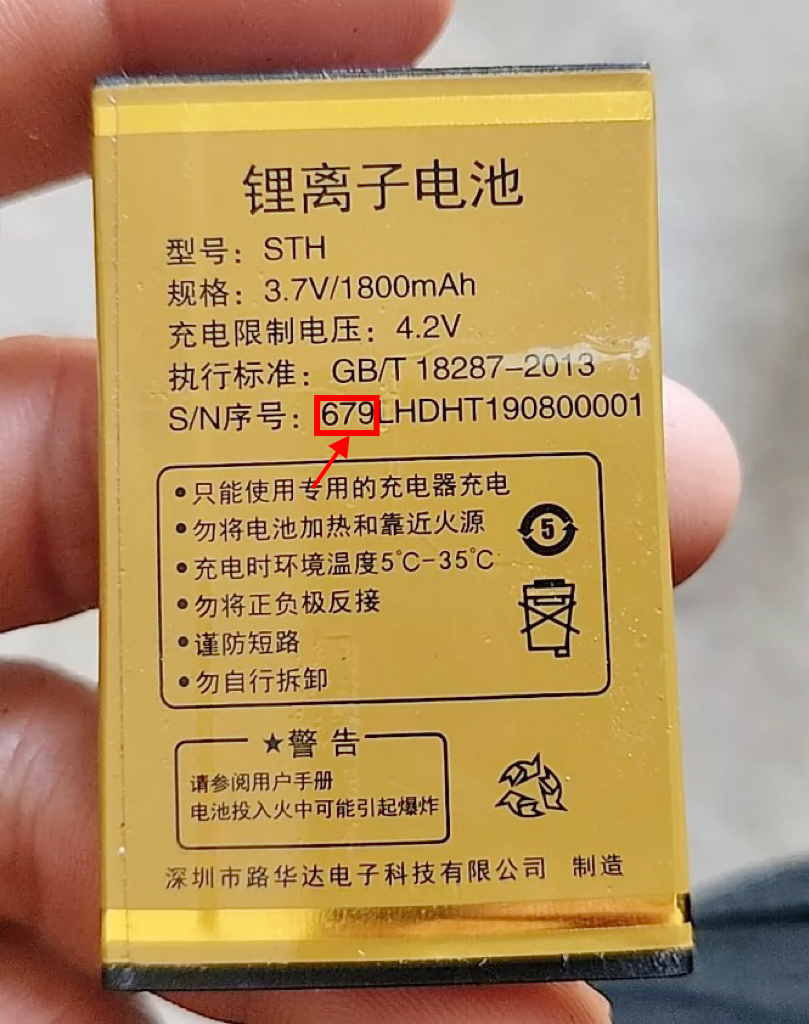 锂离子电池
型号：STH
规格：3.7V/1800mAh
充电限制电压：4.2V
执行标准：GB/T 18287-2013
S/N序号：679LHDHT190800001
•只能使用专用的充电器充电
•勿将电池加热和靠近火源
•充电时环境温度5℃-35℃
•勿将正负极反接
•谨防短路
•勿自行拆卸
5
★警 告
请参阅用户手册
电池投入火中可能引起爆炸
深圳市路华达电子科技有限公司 制造